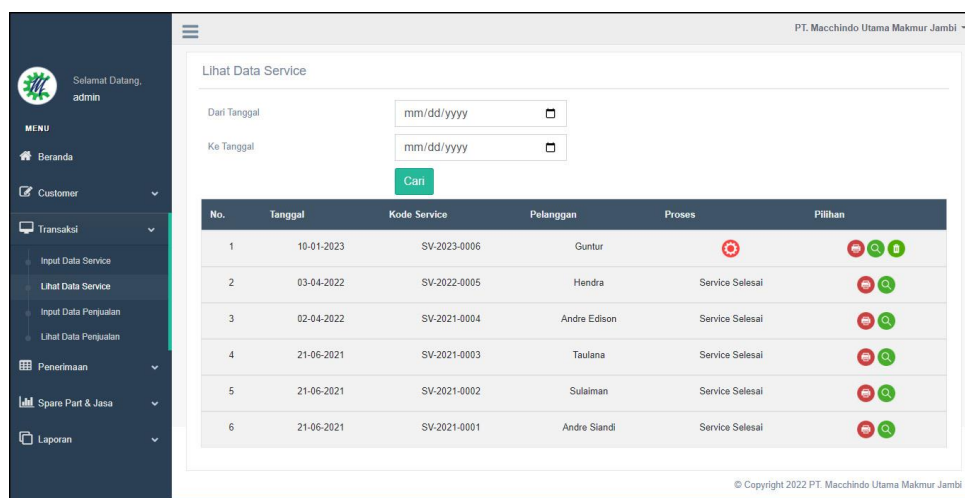 PT. Macchindo Utama Makmur Jambi
Selamat Datang,
admin
MENU
Beranda
Customer
Transaksi
Input Data Service
Lihat Data Service
Input Data Penjualan
Lihat Data Penjualan
Penerimaan
Spare Part & Jasa
Laporan
Lihat Data Service
Dari Tanggal mm/dd/yyyy
Ke Tanggal mm/dd/yyyy
Cari
No. Tanggal Kode Service Pelanggan Proses Pilihan
1 10-01-2023 SV-2023-0006 Guntur
2 03-04-2022 SV-2022-0005 Hendra Service Selesai
3 02-04-2022 SV-2021-0004 Andre Edison Service Selesai
4 21-06-2021 SV-2021-0003 Taulana Service Selesai
5 21-06-2021 SV-2021-0002 Sulaiman Service Selesai
6 21-06-2021 SV-2021-0001 Andre Siandi Service Selesai
© Copyright 2022 PT. Macchindo Utama Makmur Jambi